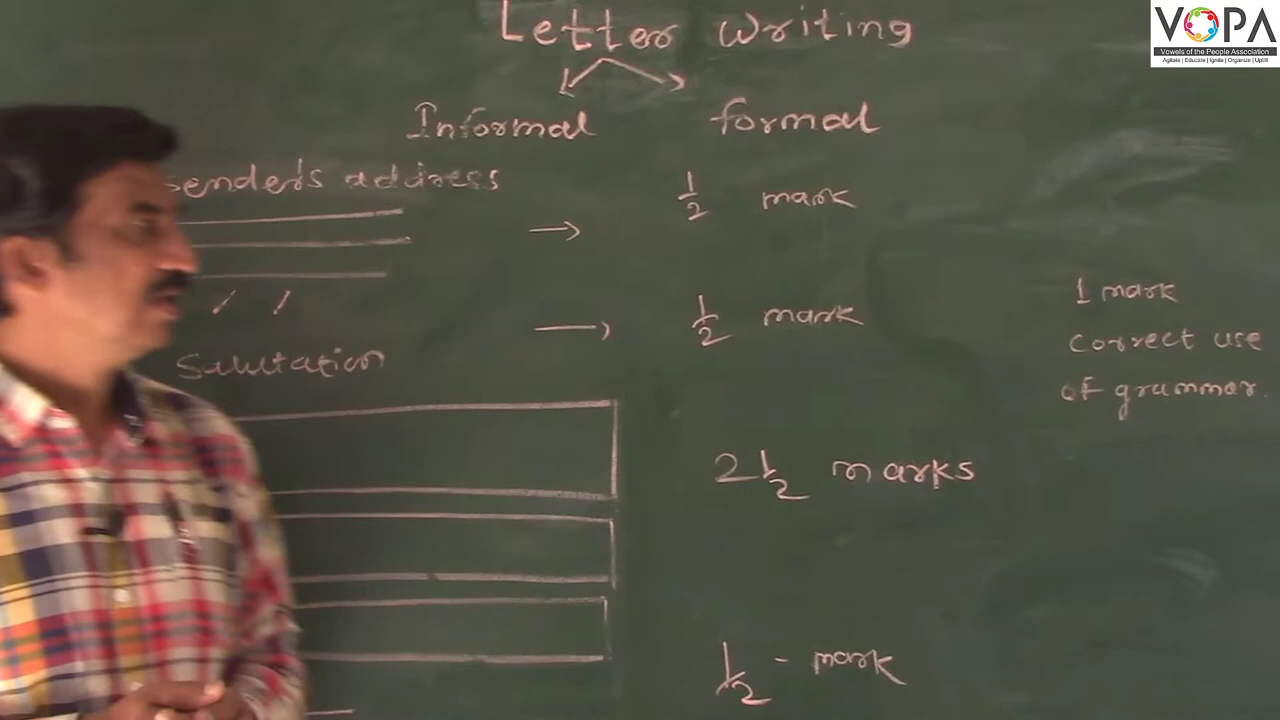 Letter writing
Informal formal
sender's address
1/2 mark
1/2 mark
Salutation
2 1/2 marks
1/2 - mark
1 mark
correct use
of grammar.
VOPA
Vowels of the People Association
Agitate | Educate | Ignite | Organize | Uplift